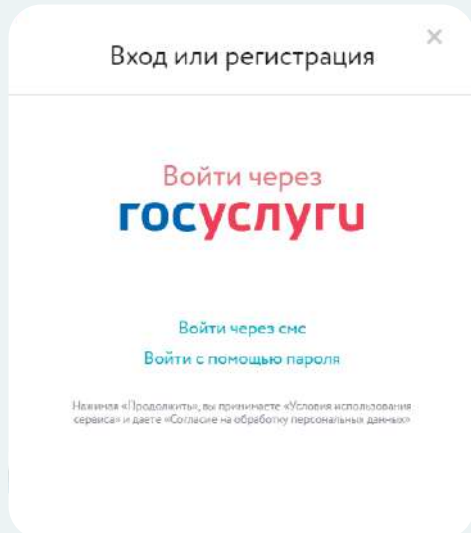 Вход или регистрация
Войти через
госуслуги
Войти через смс
Войти с помощью пароля
Нажимая «Продолжить», вы принимаете «Условия использования
сервиса» и даете «Согласие на обработку персональных данных»